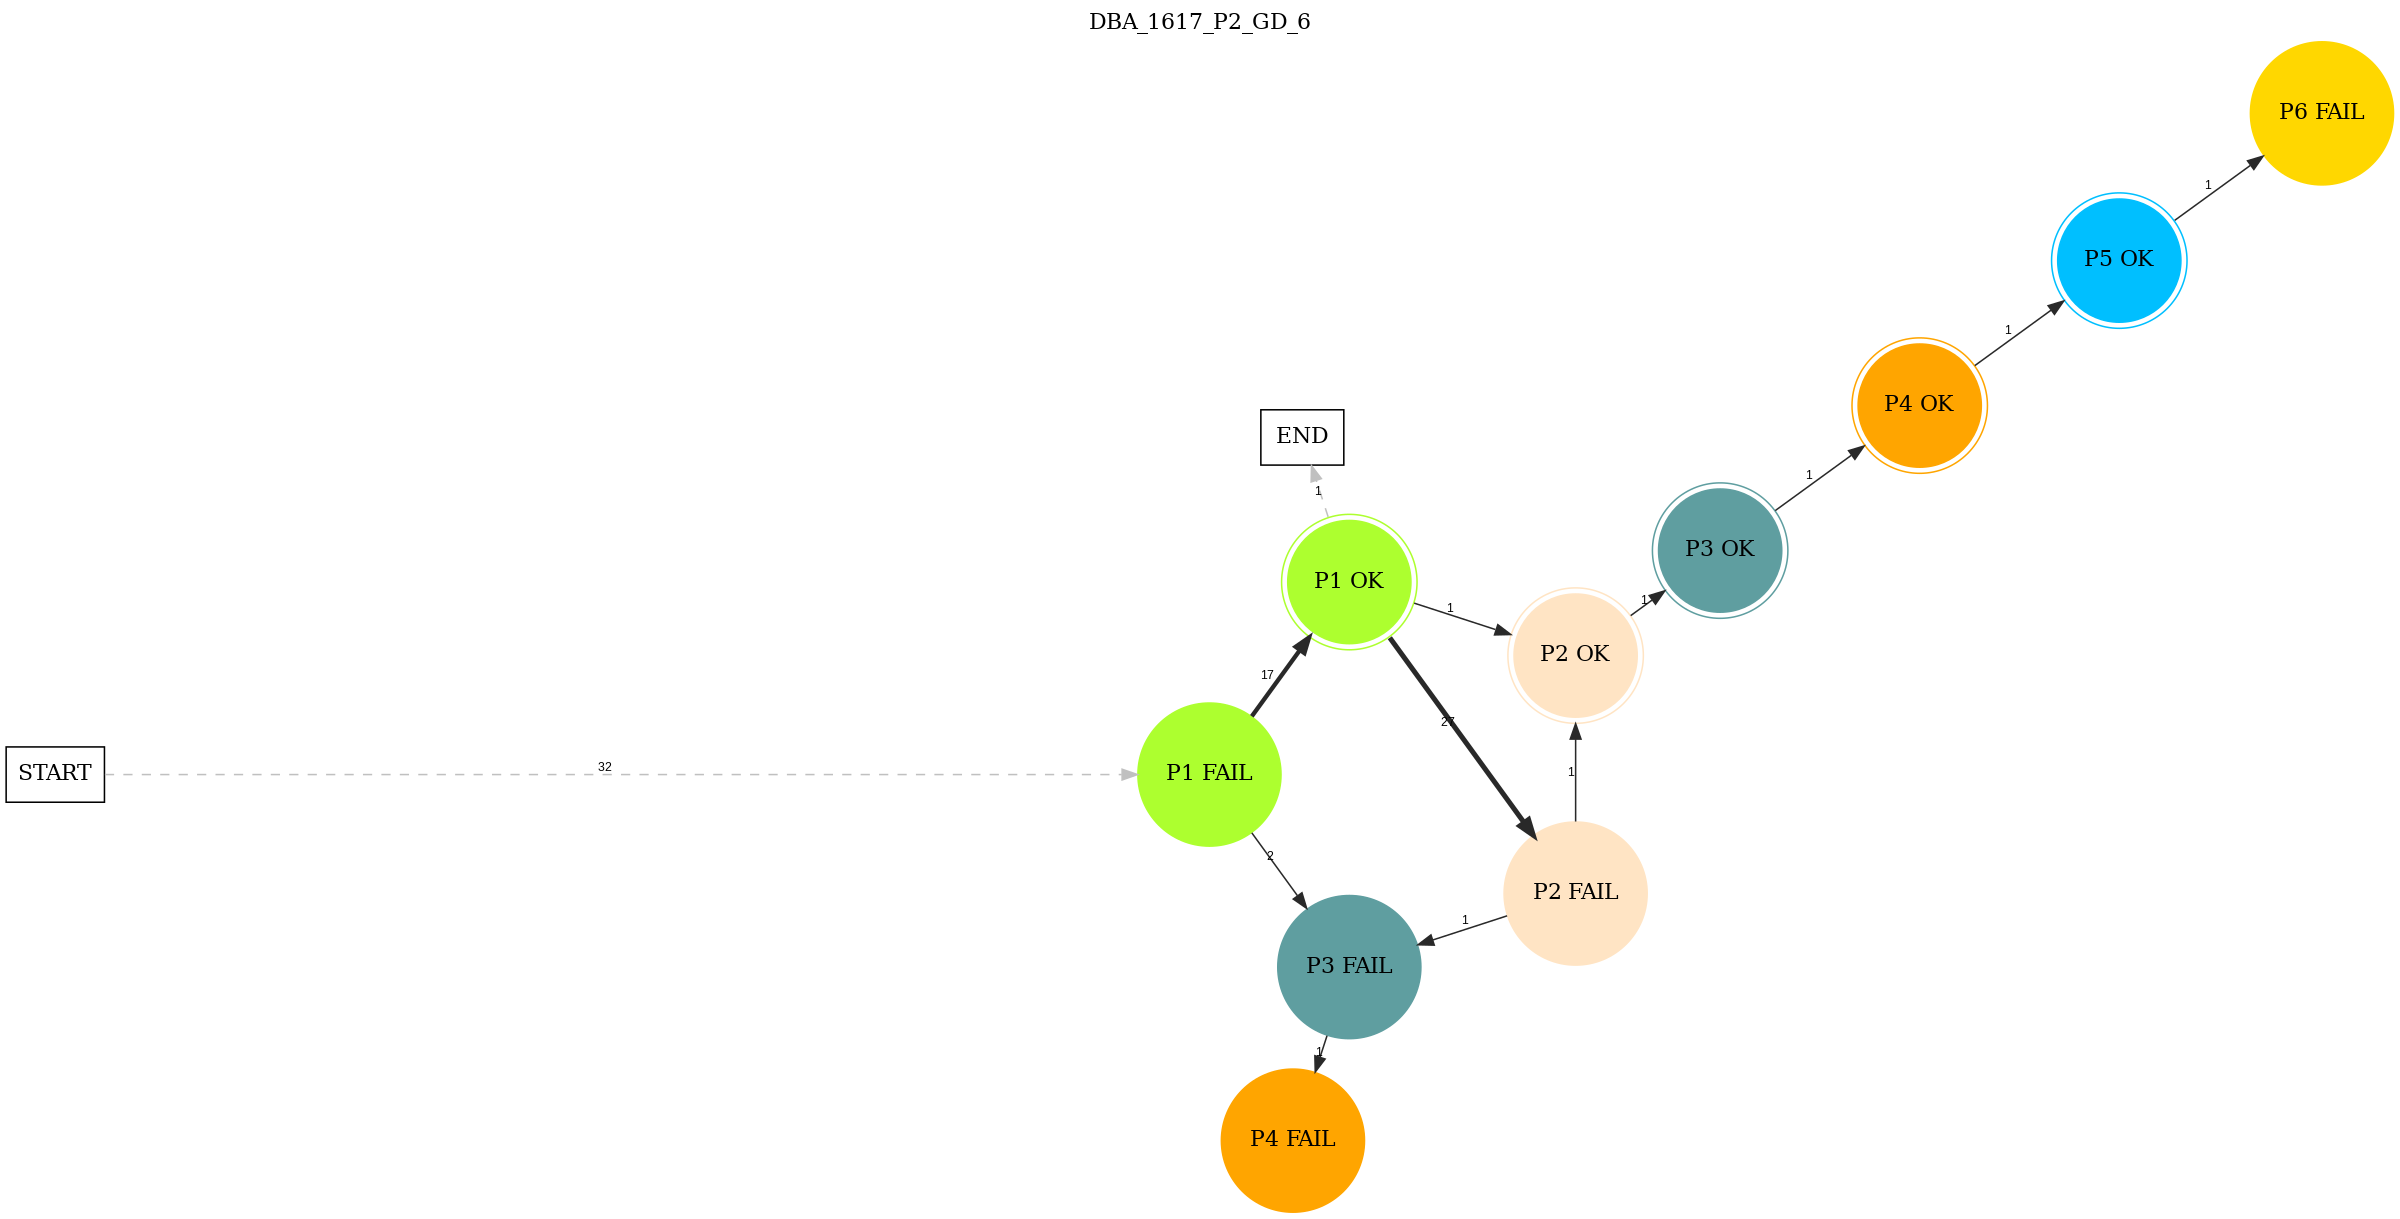 DBA_1617_P2_GD_6
P6 FAIL
1
P5 OK
1
P4 OK
END
1
1
P3 OK
P1 OK
1
1
P2 OK
17
27
START
32
P1 FAIL
1
2
P2 FAIL
1
P3 FAIL
1
P4 FAIL